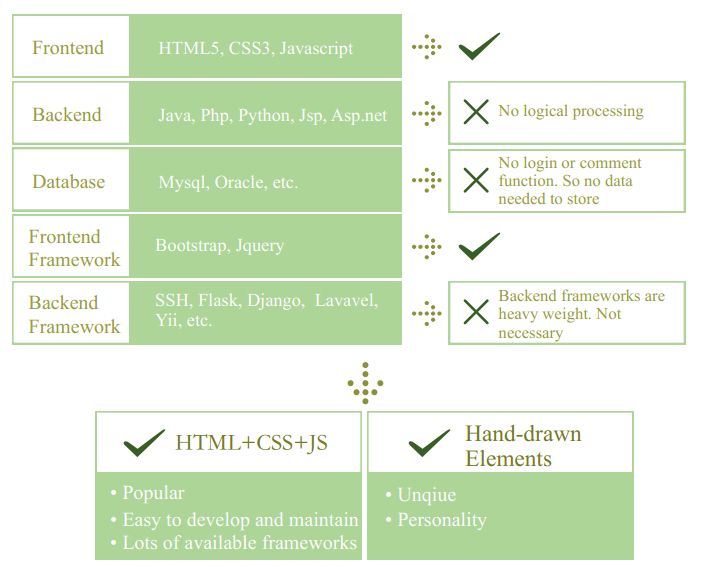 Frontend
HTML5, CSS3, Javascript
Backend
Java, Php, Python, Jsp, Asp.net
No logical processing
Database
Mysql, Oracle, etc.
No login or comment
function. So no data
needed to store
Frontend
Framework
Bootstrap, Jquery
Backend
Framework
SSH, Flask, Django,  Lavavel,
Yii, etc.
Backend frameworks are
heavy weight. Not
necessary
HTML+CSS+JS
• Popular
• Easy to develop and maintain
• Lots of available frameworks
Hand-drawn
Elements
• Unqiue
• Personality